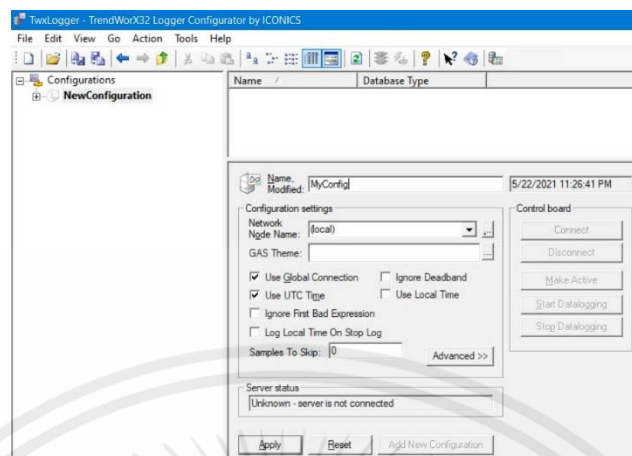 TwxLogger - TrendWorX32 Logger Configurator by ICONICS
File Edit View Go Action Tools Help
Configurations
NewConfiguration
Name Database Type
Name,
Modified: MyConfig 5/22/2021 11:26:41 PM
Configuration settings Control board
Network
Node Name: (local) ... Connect
GAS Theme: ... Disconnect
Use Global Connection Ignore Deadband Make Active
Use UTC Time Use Local Time Start Datalogging
Ignore First Bad Expression Stop Datalogging
Log Local Time On Stop Log
Samples To Skip: 0 Advanced >>
Server status
Unknown - server is not connected
Apply Reset Add New Configuration